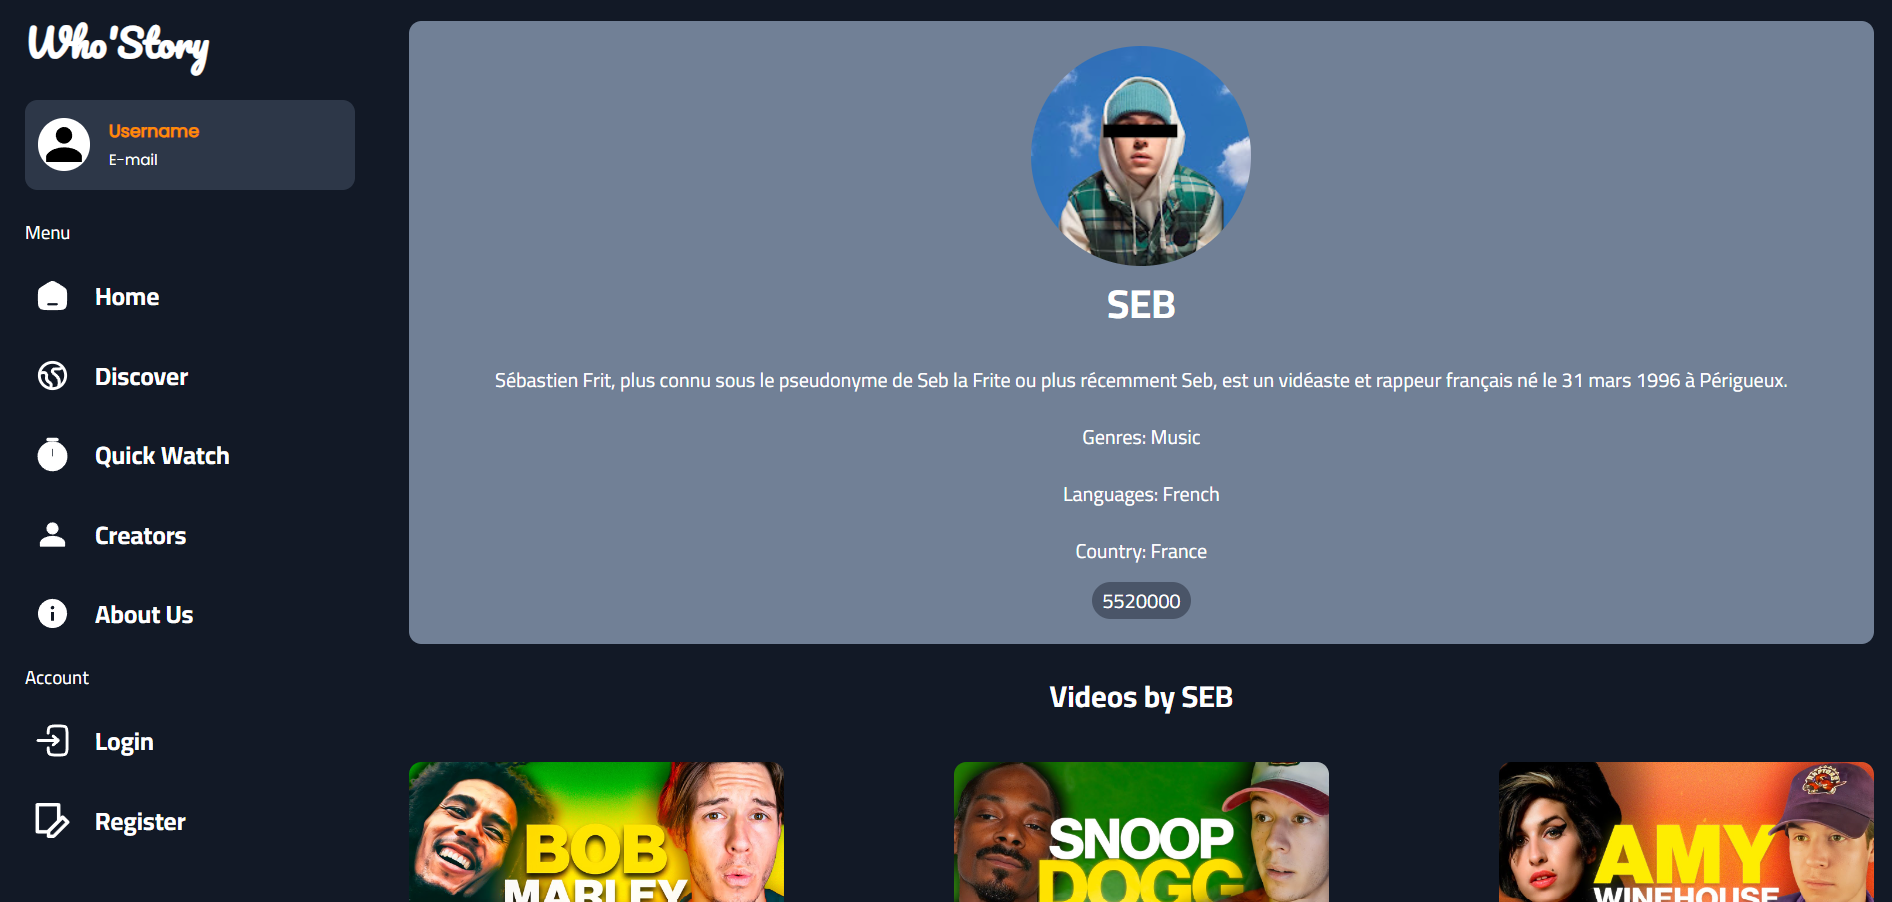 Who'Story
Username
E-mail
Menu
Home
Discover
Quick Watch
Creators
About Us
Account
Login
Register
SEB
Sébastien Frit, plus connu sous le pseudonyme de Seb la Frite ou plus récemment Seb, est un vidéaste et rappeur français né le 31 mars 1996 à Périgueux.
Genres: Music
Languages: French
Country: France
5520000
Videos by SEB
BOB
MARLEY
SNOOP
DOGG
RAPTORS
AMY
WINEHOUSE